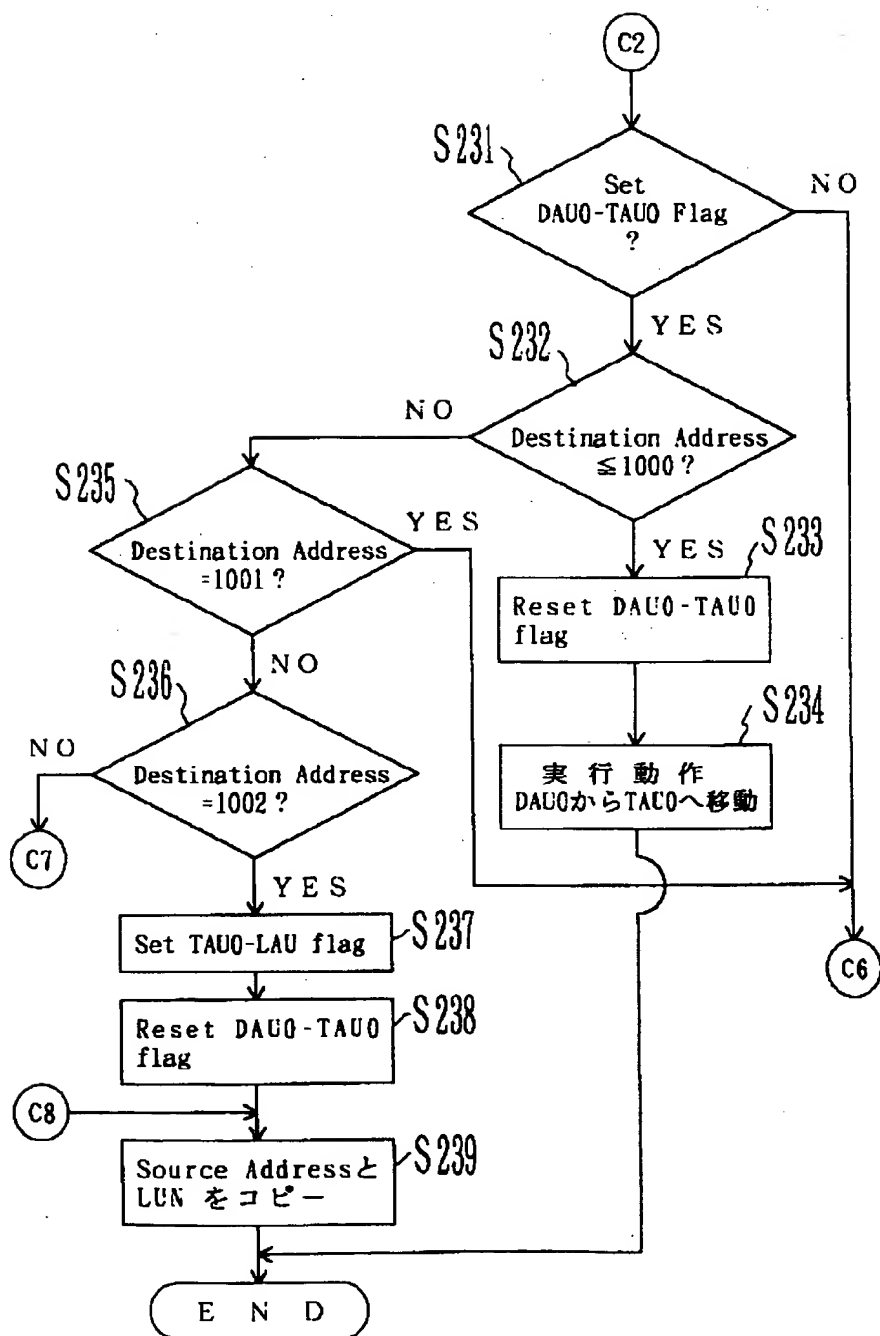 C2
S231
Set
DAU0-TAU0 Flag
?
NO
YES
S232
NO
Destination Address
≦1000?
S235
YES
Destination Address
=1001?
YES
S233
Reset DAU0-TAU0
flag
NO
S236
S234
NO
Destination Address
=1002?
実行動作
DAU0からTAU0へ移動
C7
YES
Set TAU0-LAU flag
S237
C6
Reset DAU0-TAU0
flag
S238
C8
Source Addressと
LUN をコピー
S239
END